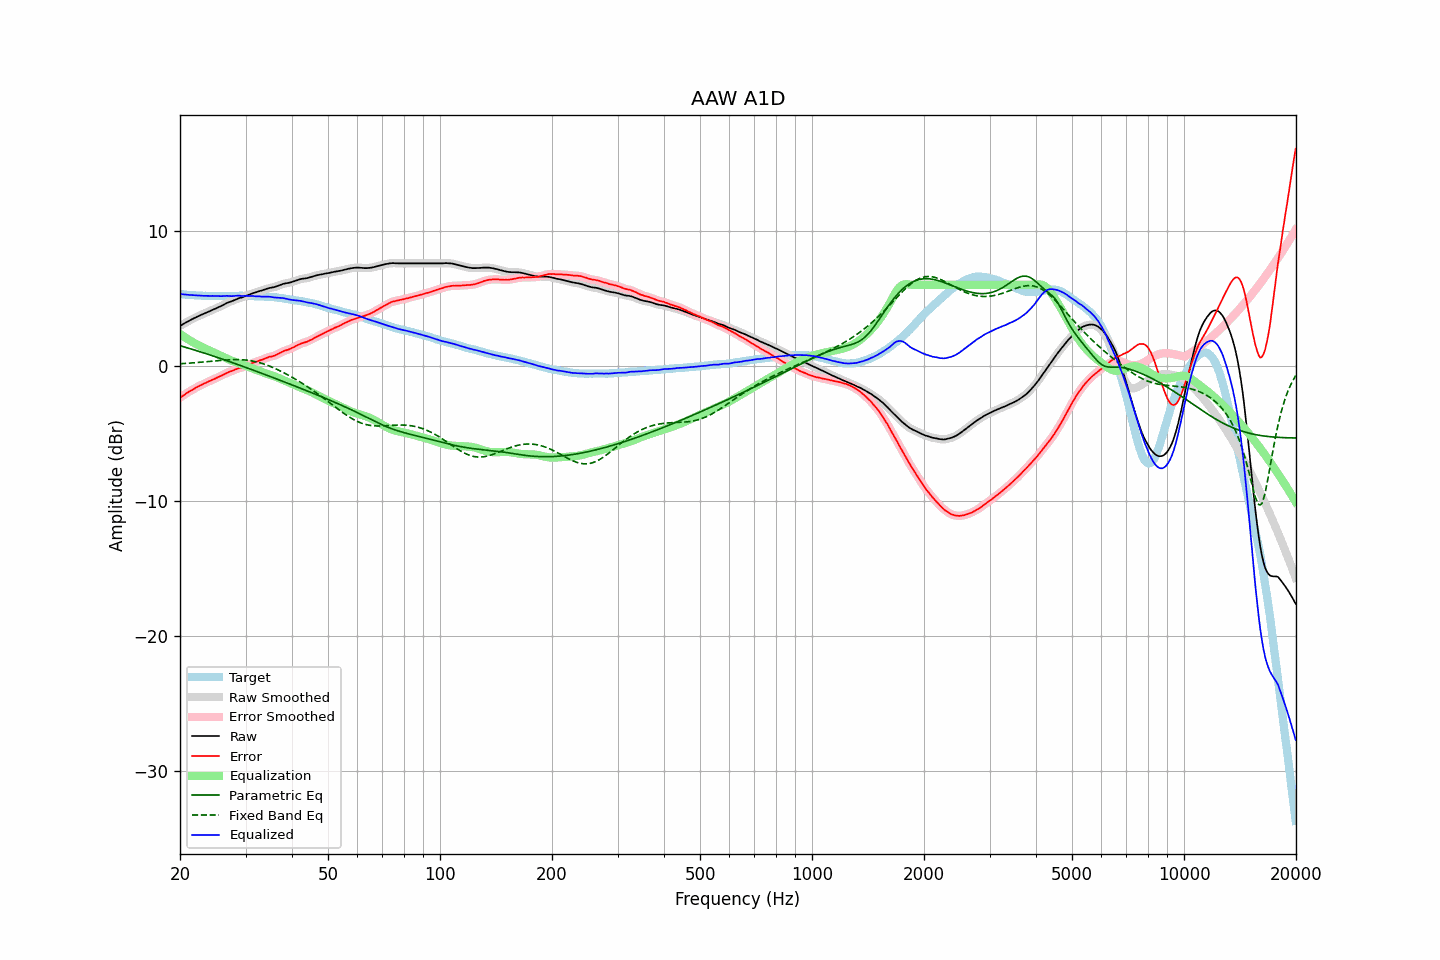 AAW A1D
Amplitude (dBr)
10
0
−10
−20
−30
Target
Raw Smoothed
Error Smoothed
Raw
Error
Equalization
Parametric Eq
Fixed Band Eq
Equalized
20 50 100 200 500 1000 2000 5000 10000 20000
Frequency (Hz)